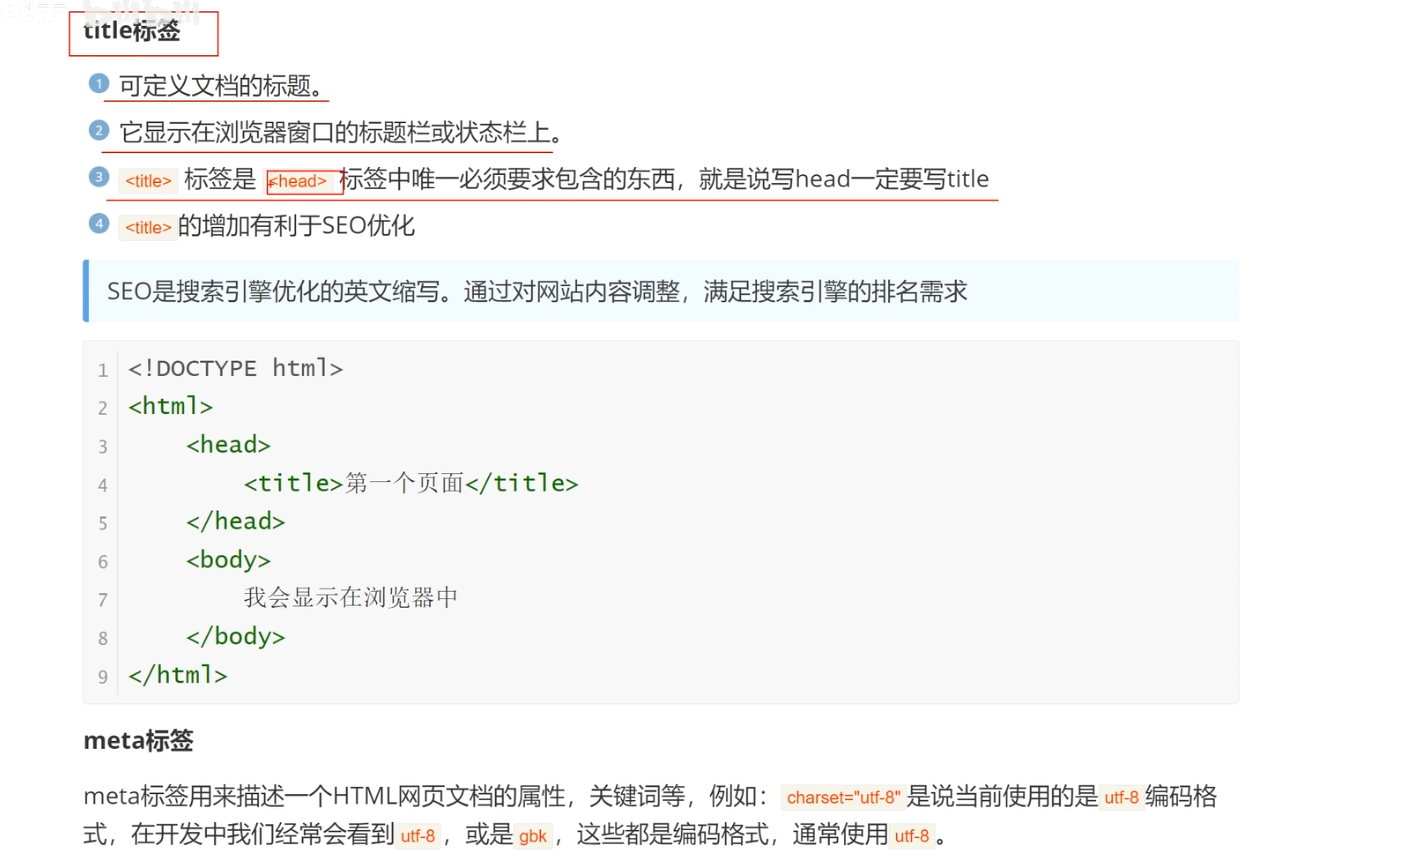 title标签
1 可定义文档的标题。
2 它显示在浏览器窗口的标题栏或状态栏上。
3 <title> 标签是 <head> 标签中唯一必须要求包含的东西，就是说写head一定要写title
4 <title>的增加有利于SEO优化
SEO是搜索引擎优化的英文缩写。通过对网站内容调整，满足搜索引擎的排名需求
1 <!DOCTYPE html>
2 <html>
3 <head>
4 <title>第一个页面</title>
5 </head>
6 <body>
7 我会显示在浏览器中
8 </body>
9 </html>
meta标签
meta标签用来描述一个HTML网页文档的属性，关键词等，例如：charset="utf-8"是说当前使用的是utf-8编码格
式，在开发中我们经常会看到utf-8，或是gbk，这些都是编码格式，通常使用utf-8。